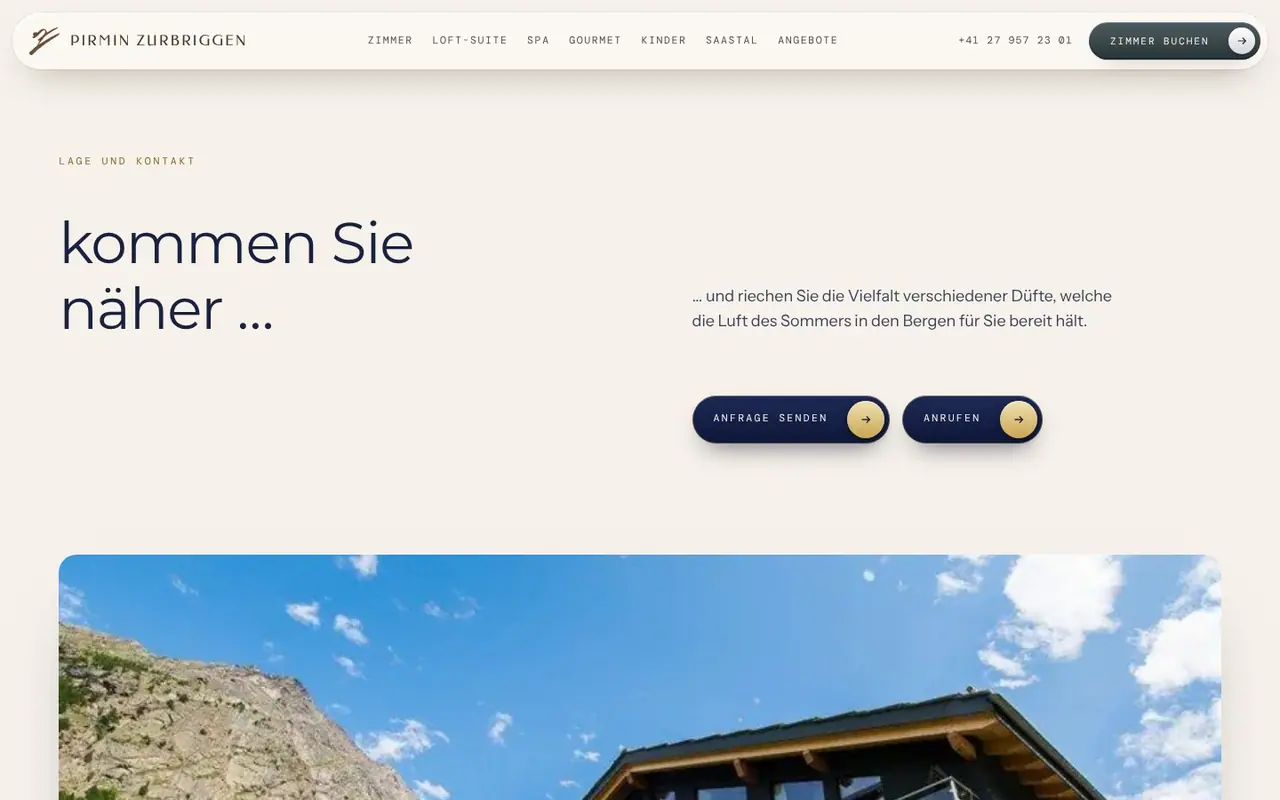 PIRMIN ZURBRIGGEN
ZIMMER
LOFT-SUITE
SPA
GOURMET
KINDER
SAASTAL
ANGEBOTE
+41 27 957 23 01
ZIMMER BUCHEN
LAGE UND KONTAKT
kommen Sie
näher ...
... und riechen Sie die Vielfalt verschiedener Düfte, welche
die Luft des Sommers in den Bergen für Sie bereit hält.
ANFRAGE SENDEN
ANRUFEN